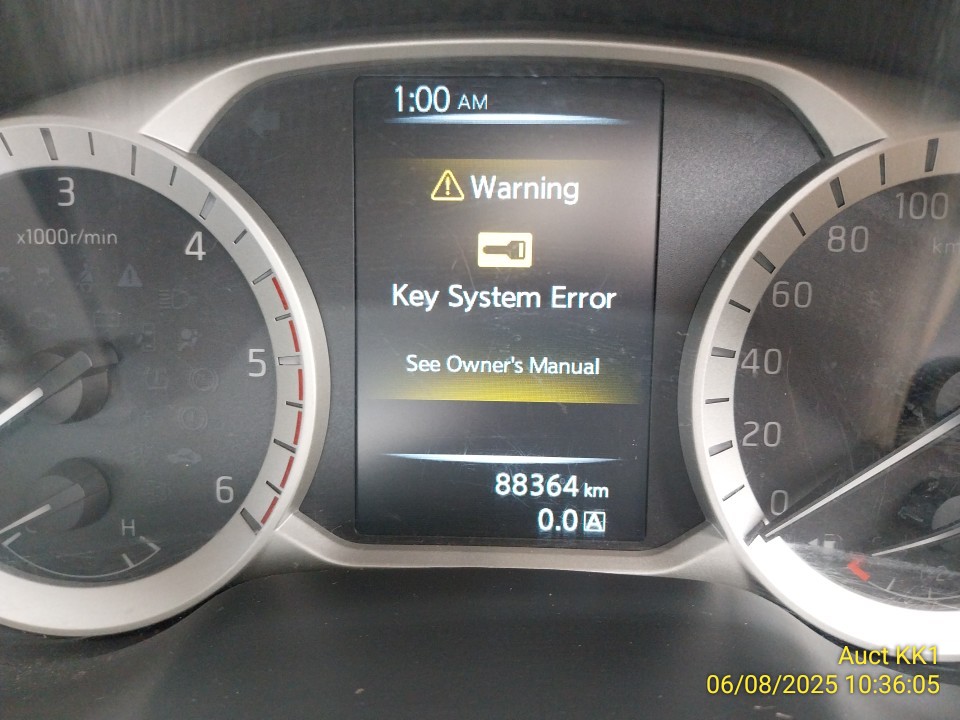 1:00 AM
Warning
Key System Error
See Owner's Manual
88364 km
0.0 A
3
x1000r/min
4
5
6
H
100
km
80
60
40
20
0
Auct KK1
06/08/2025 10:36:05